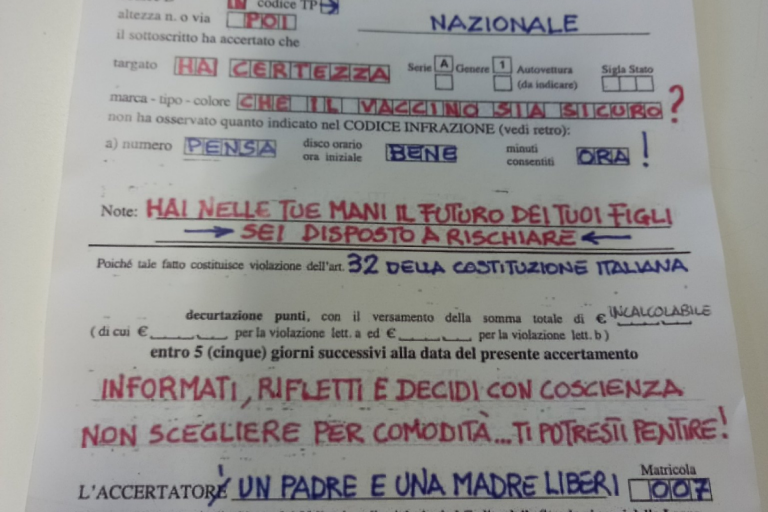 IN codice TP
altezza n. o via POI NAZIONALE
il sottoscritto ha accertato che
targato HAI CERTEZZA Serie A Genere 1 Autovettura (da indicare) Sigla Stato
marca - tipo - colore CHE IL VACCINO SIA SICURO?
non ha osservato quanto indicato nel CODICE INFRAZIONE (vedi retro):
a) numero PENSA disco orario ora iniziale BENE minuti consentiti ORA!
Note: HAI NELLE TUE MANI IL FUTURO DEI TUOI FIGLI
→ SEI DISPOSTO A RISCHIARE ←
Poiché tale fatto costituisce violazione dell'art. 32 DELLA COSTITUZIONE ITALIANA
decurtazione punti, con il versamento della somma totale di € INCALCOLABILE
(di cui € per la violazione lett. a ed € per la violazione lett. b)
entro 5 (cinque) giorni successivi alla data del presente accertamento
INFORMATI, RIFLETTI E DECIDI CON COSCIENZA
NON SCEGLIERE PER COMODITÀ...TI POTRESTI PENTIRE!
L'ACCERTATORE UN PADRE E UNA MADRE LIBERI Matricola 007